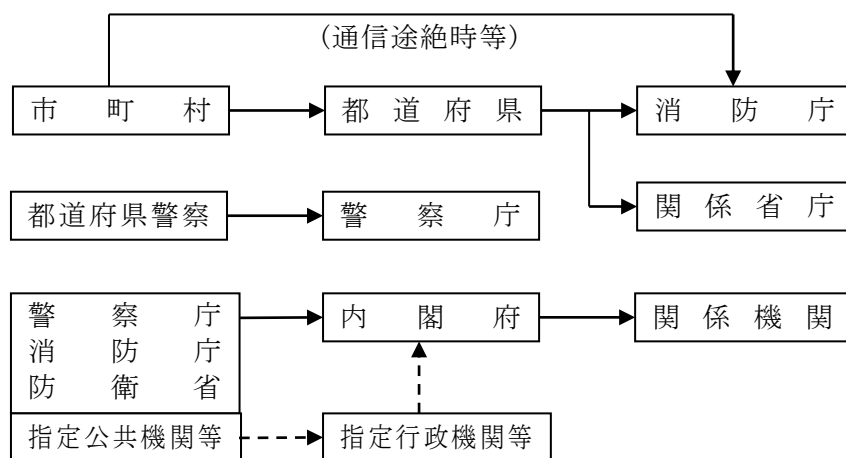 (通信途絶時等)
市町村
都道府県
消防庁
関係省庁
都道府県警察
警察庁
警察庁
消防庁
防衛省
内閣府
関係機関
指定公共機関等
指定行政機関等